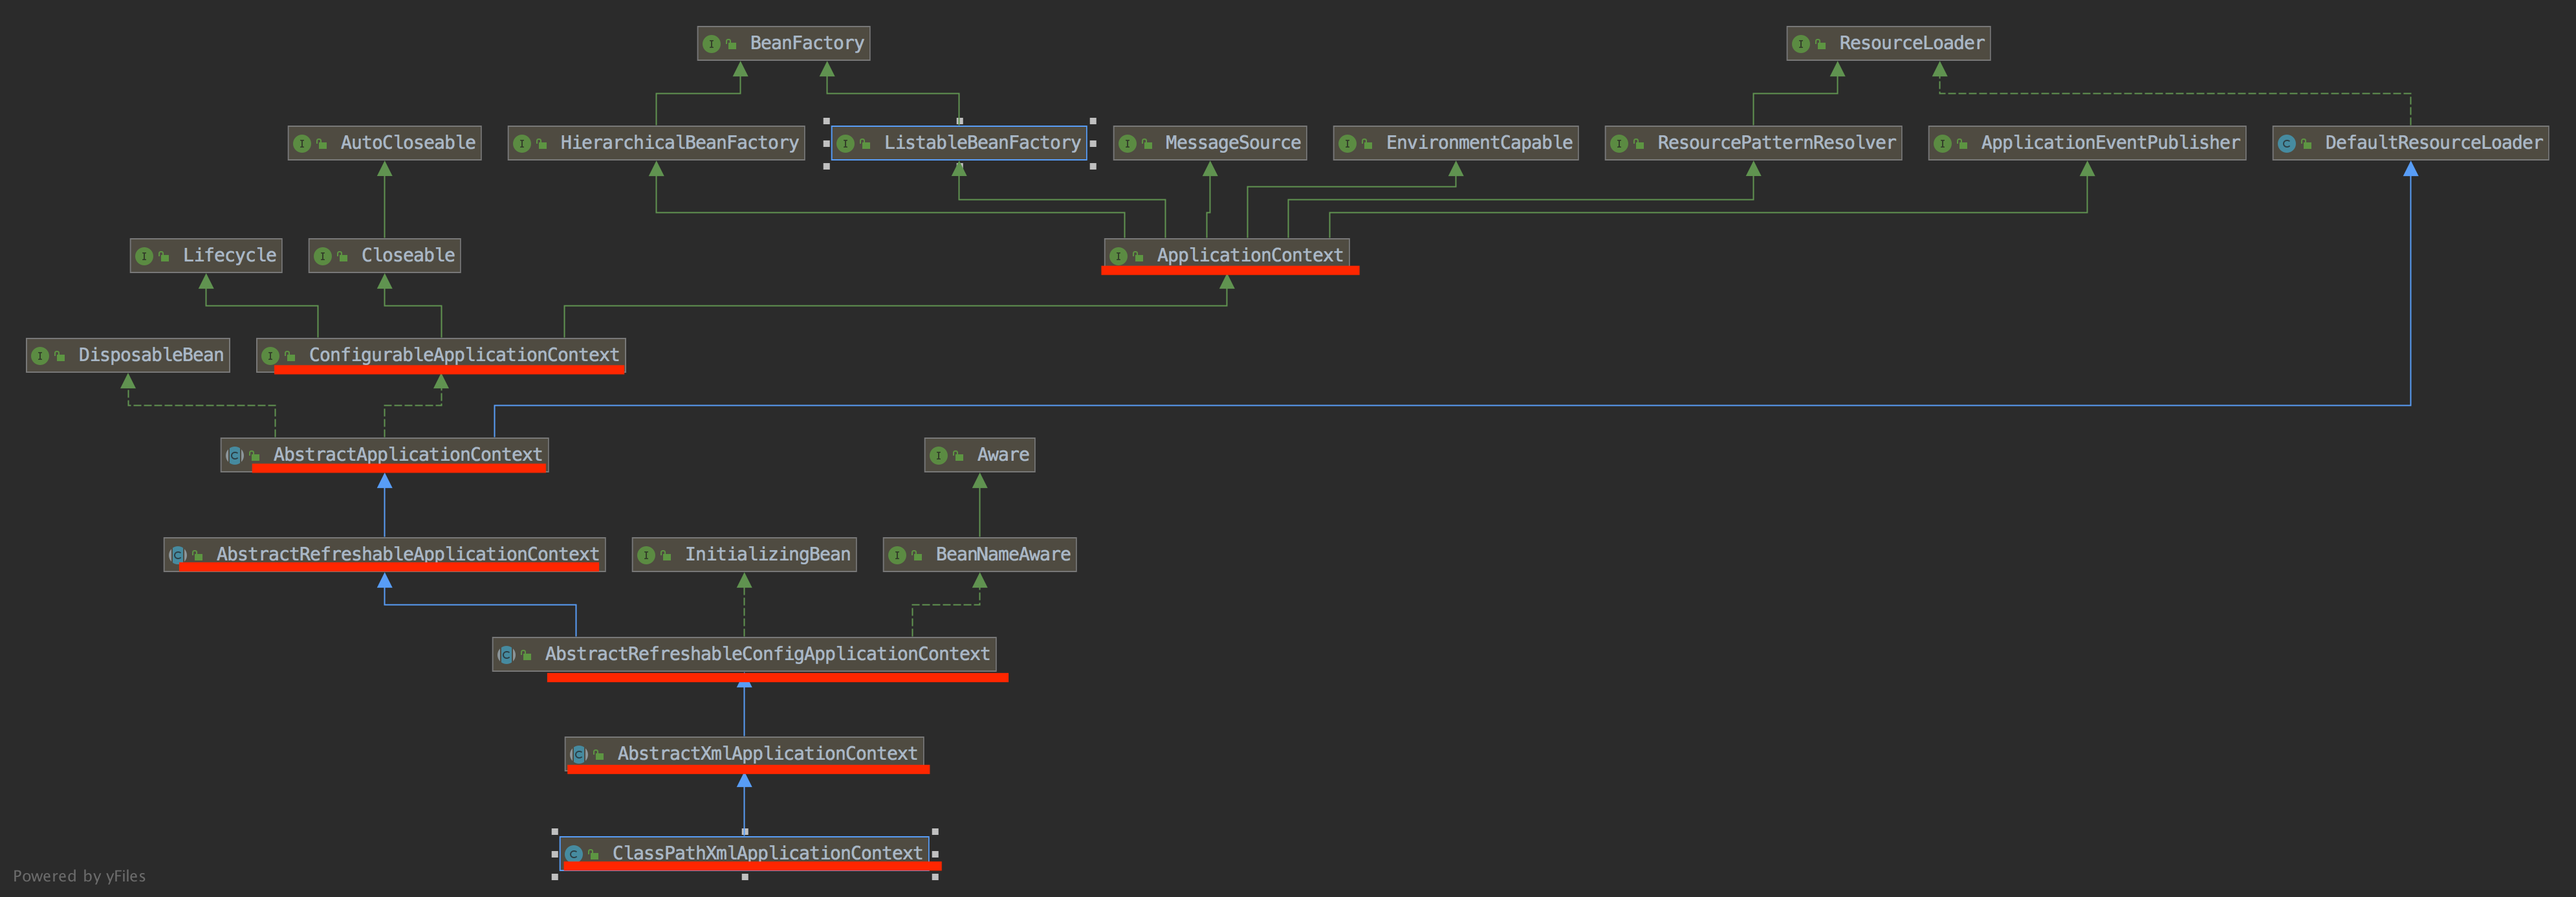 BeanFactory
ResourceLoader
AutoCloseable
HierarchicalBeanFactory
ListableBeanFactory
MessageSource
EnvironmentCapable
ResourcePatternResolver
ApplicationEventPublisher
DefaultResourceLoader
Lifecycle
Closeable
ApplicationContext
DisposableBean
ConfigurableApplicationContext
AbstractApplicationContext
Aware
AbstractRefreshableApplicationContext
InitializingBean
BeanNameAware
AbstractRefreshableConfigApplicationContext
AbstractXmlApplicationContext
ClassPathXmlApplicationContext
Powered by yFiles